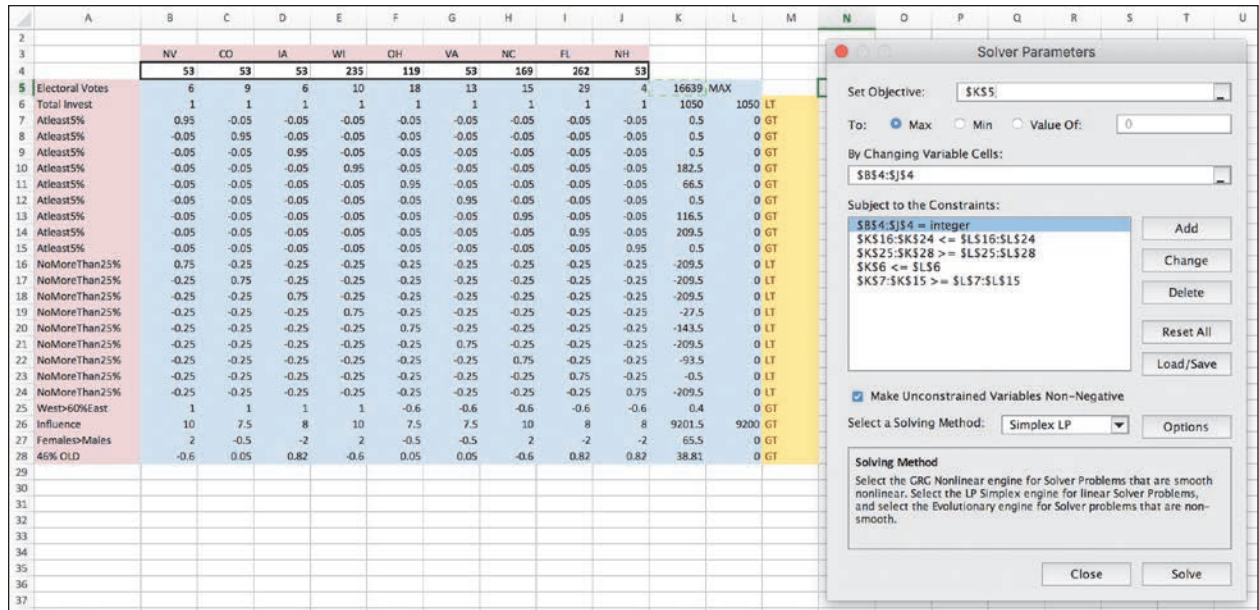 A B C D E F G H I J K L M N O P Q R S T U
2
3 NV CO IA WI OH VA NC FL NH
4 53 53 53 235 119 53 169 262 53
5 Electoral Votes 6 9 6 10 18 13 15 29 4 16639 MAX
6 Total Invest 1 1 1 1 1 1 1 1 1 1050 1050 LT
7 Atleast5% 0.95 -0.05 -0.05 -0.05 -0.05 -0.05 -0.05 -0.05 -0.05 0.5 0 GT
8 Atleast5% -0.05 0.95 -0.05 -0.05 -0.05 -0.05 -0.05 -0.05 -0.05 0.5 0 GT
9 Atleast5% -0.05 -0.05 0.95 -0.05 -0.05 -0.05 -0.05 -0.05 -0.05 0.5 0 GT
10 Atleast5% -0.05 -0.05 -0.05 0.95 -0.05 -0.05 -0.05 -0.05 -0.05 182.5 0 GT
11 Atleast5% -0.05 -0.05 -0.05 -0.05 0.95 -0.05 -0.05 -0.05 -0.05 66.5 0 GT
12 Atleast5% -0.05 -0.05 -0.05 -0.05 -0.05 0.95 -0.05 -0.05 -0.05 0.5 0 GT
13 Atleast5% -0.05 -0.05 -0.05 -0.05 -0.05 -0.05 0.95 -0.05 -0.05 116.5 0 GT
14 Atleast5% -0.05 -0.05 -0.05 -0.05 -0.05 -0.05 -0.05 0.95 -0.05 209.5 0 GT
15 Atleast5% -0.05 -0.05 -0.05 -0.05 -0.05 -0.05 -0.05 -0.05 0.95 0.5 0 GT
16 NoMoreThan25% 0.75 -0.25 -0.25 -0.25 -0.25 -0.25 -0.25 -0.25 -0.25 -209.5 0 LT
17 NoMoreThan25% -0.25 0.75 -0.25 -0.25 -0.25 -0.25 -0.25 -0.25 -0.25 -209.5 0 LT
18 NoMoreThan25% -0.25 -0.25 0.75 -0.25 -0.25 -0.25 -0.25 -0.25 -0.25 -209.5 0 LT
19 NoMoreThan25% -0.25 -0.25 -0.25 0.75 -0.25 -0.25 -0.25 -0.25 -0.25 -27.5 0 LT
20 NoMoreThan25% -0.25 -0.25 -0.25 -0.25 0.75 -0.25 -0.25 -0.25 -0.25 -143.5 0 LT
21 NoMoreThan25% -0.25 -0.25 -0.25 -0.25 -0.25 0.75 -0.25 -0.25 -0.25 -209.5 0 LT
22 NoMoreThan25% -0.25 -0.25 -0.25 -0.25 -0.25 -0.25 0.75 -0.25 -0.25 -93.5 0 LT
23 NoMoreThan25% -0.25 -0.25 -0.25 -0.25 -0.25 -0.25 -0.25 0.75 -0.25 -0.5 0 LT
24 NoMoreThan25% -0.25 -0.25 -0.25 -0.25 -0.25 -0.25 -0.25 -0.25 0.75 -209.5 0 LT
25 West>60%East 1 1 1 1 -0.6 -0.6 -0.6 -0.6 -0.6 0.4 0 GT
26 Influence 10 7.5 8 10 7.5 7.5 10 8 8 9201.5 9200 GT
27 Females>Males 2 -0.5 -2 2 -0.5 -0.5 2 -2 -2 65.5 0 GT
28 46% OLD -0.6 0.05 0.82 -0.6 0.05 0.05 -0.6 0.82 0.82 38.81 0 GT
29
30
31
32
33
34
35
36
37
Solver Parameters
Set Objective: $K$5
To: Max Min Value Of: 0
By Changing Variable Cells:
$B$4:$J$4
Subject to the Constraints:
$B$4:$J$4 = integer
$K$16:$K$24 <= $L$16:$L$24
$K$25:$K$28 >= $L$25:$L$28
$K$6 <= $L$6
$K$7:$K$15 >= $L$7:$L$15
Add
Change
Delete
Reset All
Load/Save
Make Unconstrained Variables Non-Negative
Select a Solving Method: Simplex LP Options
Solving Method
Select the GRG Nonlinear engine for Solver Problems that are smooth
nonlinear. Select the LP Simplex engine for linear Solver Problems,
and select the Evolutionary engine for Solver problems that are non-
smooth.
Close Solve